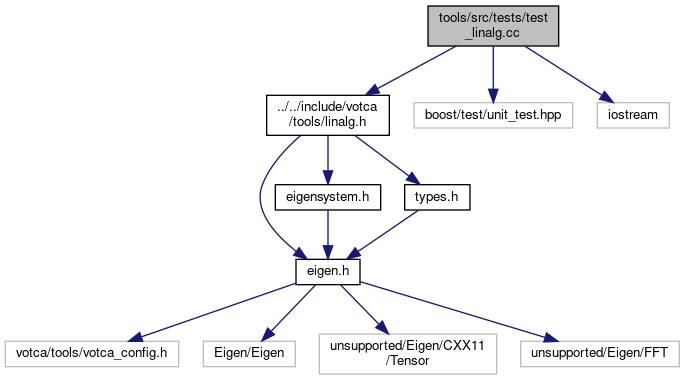 tools/src/tests/test
_linalg.cc
../../include/votca
/tools/linalg.h
boost/test/unit_test.hpp
iostream
eigensystem.h
types.h
eigen.h
votca/tools/votca_config.h
Eigen/Eigen
unsupported/Eigen/CXX11
/Tensor
unsupported/Eigen/FFT